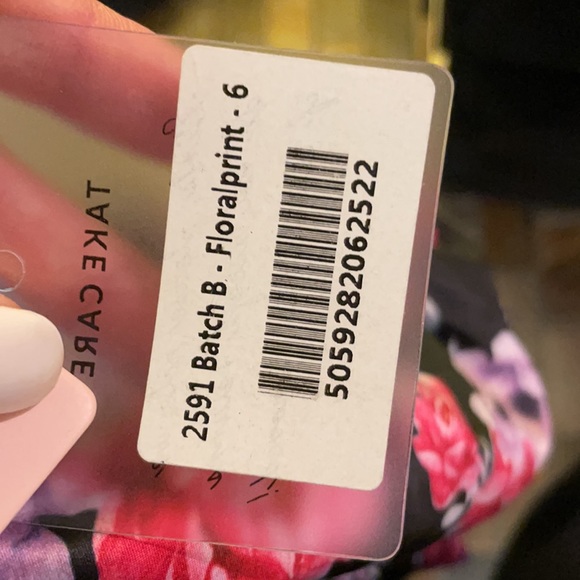 2591 Batch B. - Floralprint - 6
5059282062522
TAKE CARE